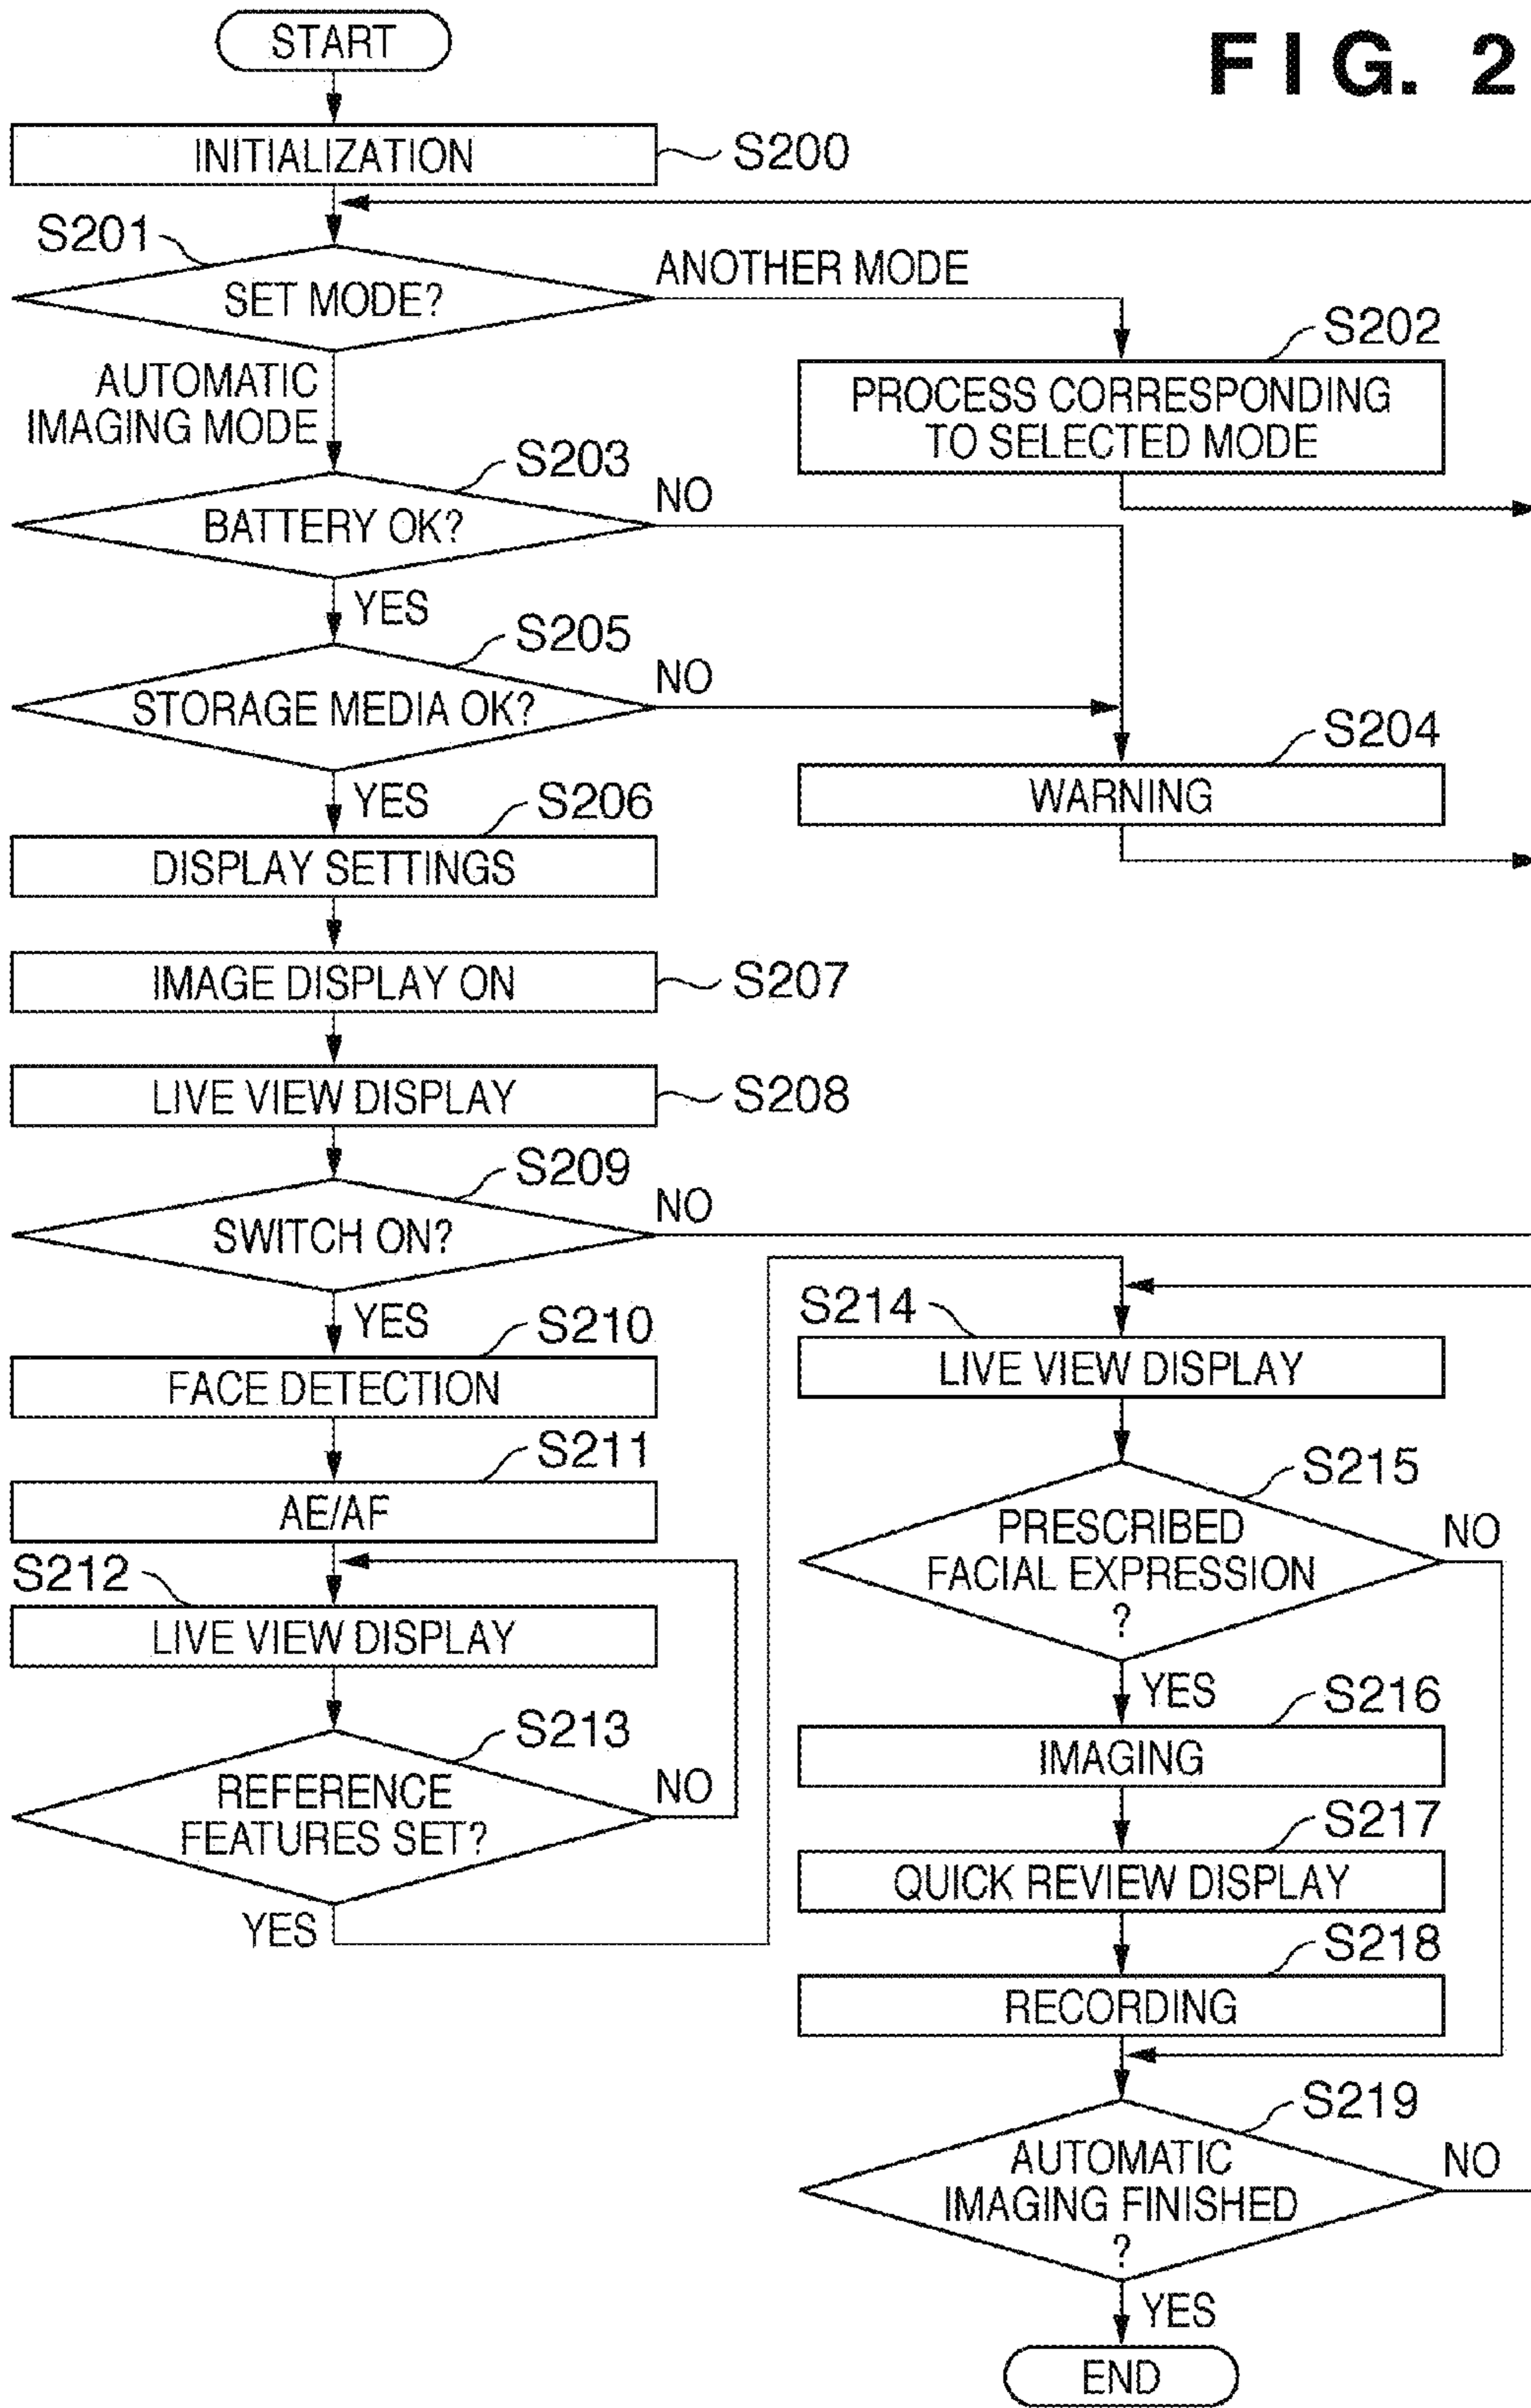 FIG. 2
START
INITIALIZATION
S200
S201
SET MODE?
ANOTHER MODE
AUTOMATIC
IMAGING MODE
S202
PROCESS CORRESPONDING
TO SELECTED MODE
S203
BATTERY OK?
NO
YES
S205
STORAGE MEDIA OK?
NO
YES
S204
WARNING
S206
DISPLAY SETTINGS
IMAGE DISPLAY ON
S207
LIVE VIEW DISPLAY
S208
S209
SWITCH ON?
NO
YES
S210
FACE DETECTION
S211
AE/AF
S212
LIVE VIEW DISPLAY
S213
REFERENCE
FEATURES SET?
NO
YES
S214
LIVE VIEW DISPLAY
S215
PRESCRIBED
FACIAL EXPRESSION
?
NO
YES
S216
IMAGING
S217
QUICK REVIEW DISPLAY
S218
RECORDING
S219
AUTOMATIC
IMAGING FINISHED
?
NO
YES
END